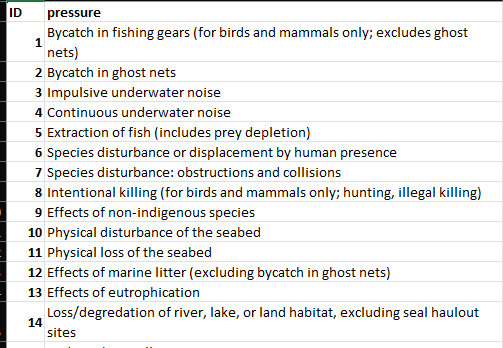 ID pressure
Bycatch in fishing gears (for birds and mammals only; excludes ghost
1 nets)
2 Bycatch in ghost nets
3 Impulsive underwater noise
4 Continuous underwater noise
5 Extraction of fish (includes prey depletion)
6 Species disturbance or displacement by human presence
7 Species disturbance: obstructions and collisions
8 Intentional killing (for birds and mammals only; hunting, illegal killing)
9 Effects of non-indigenous species
10 Physical disturbance of the seabed
11 Physical loss of the seabed
12 Effects of marine litter (excluding bycatch in ghost nets)
13 Effects of eutrophication
Loss/degredation of river, lake, or land habitat, excluding seal haulout
14 sites